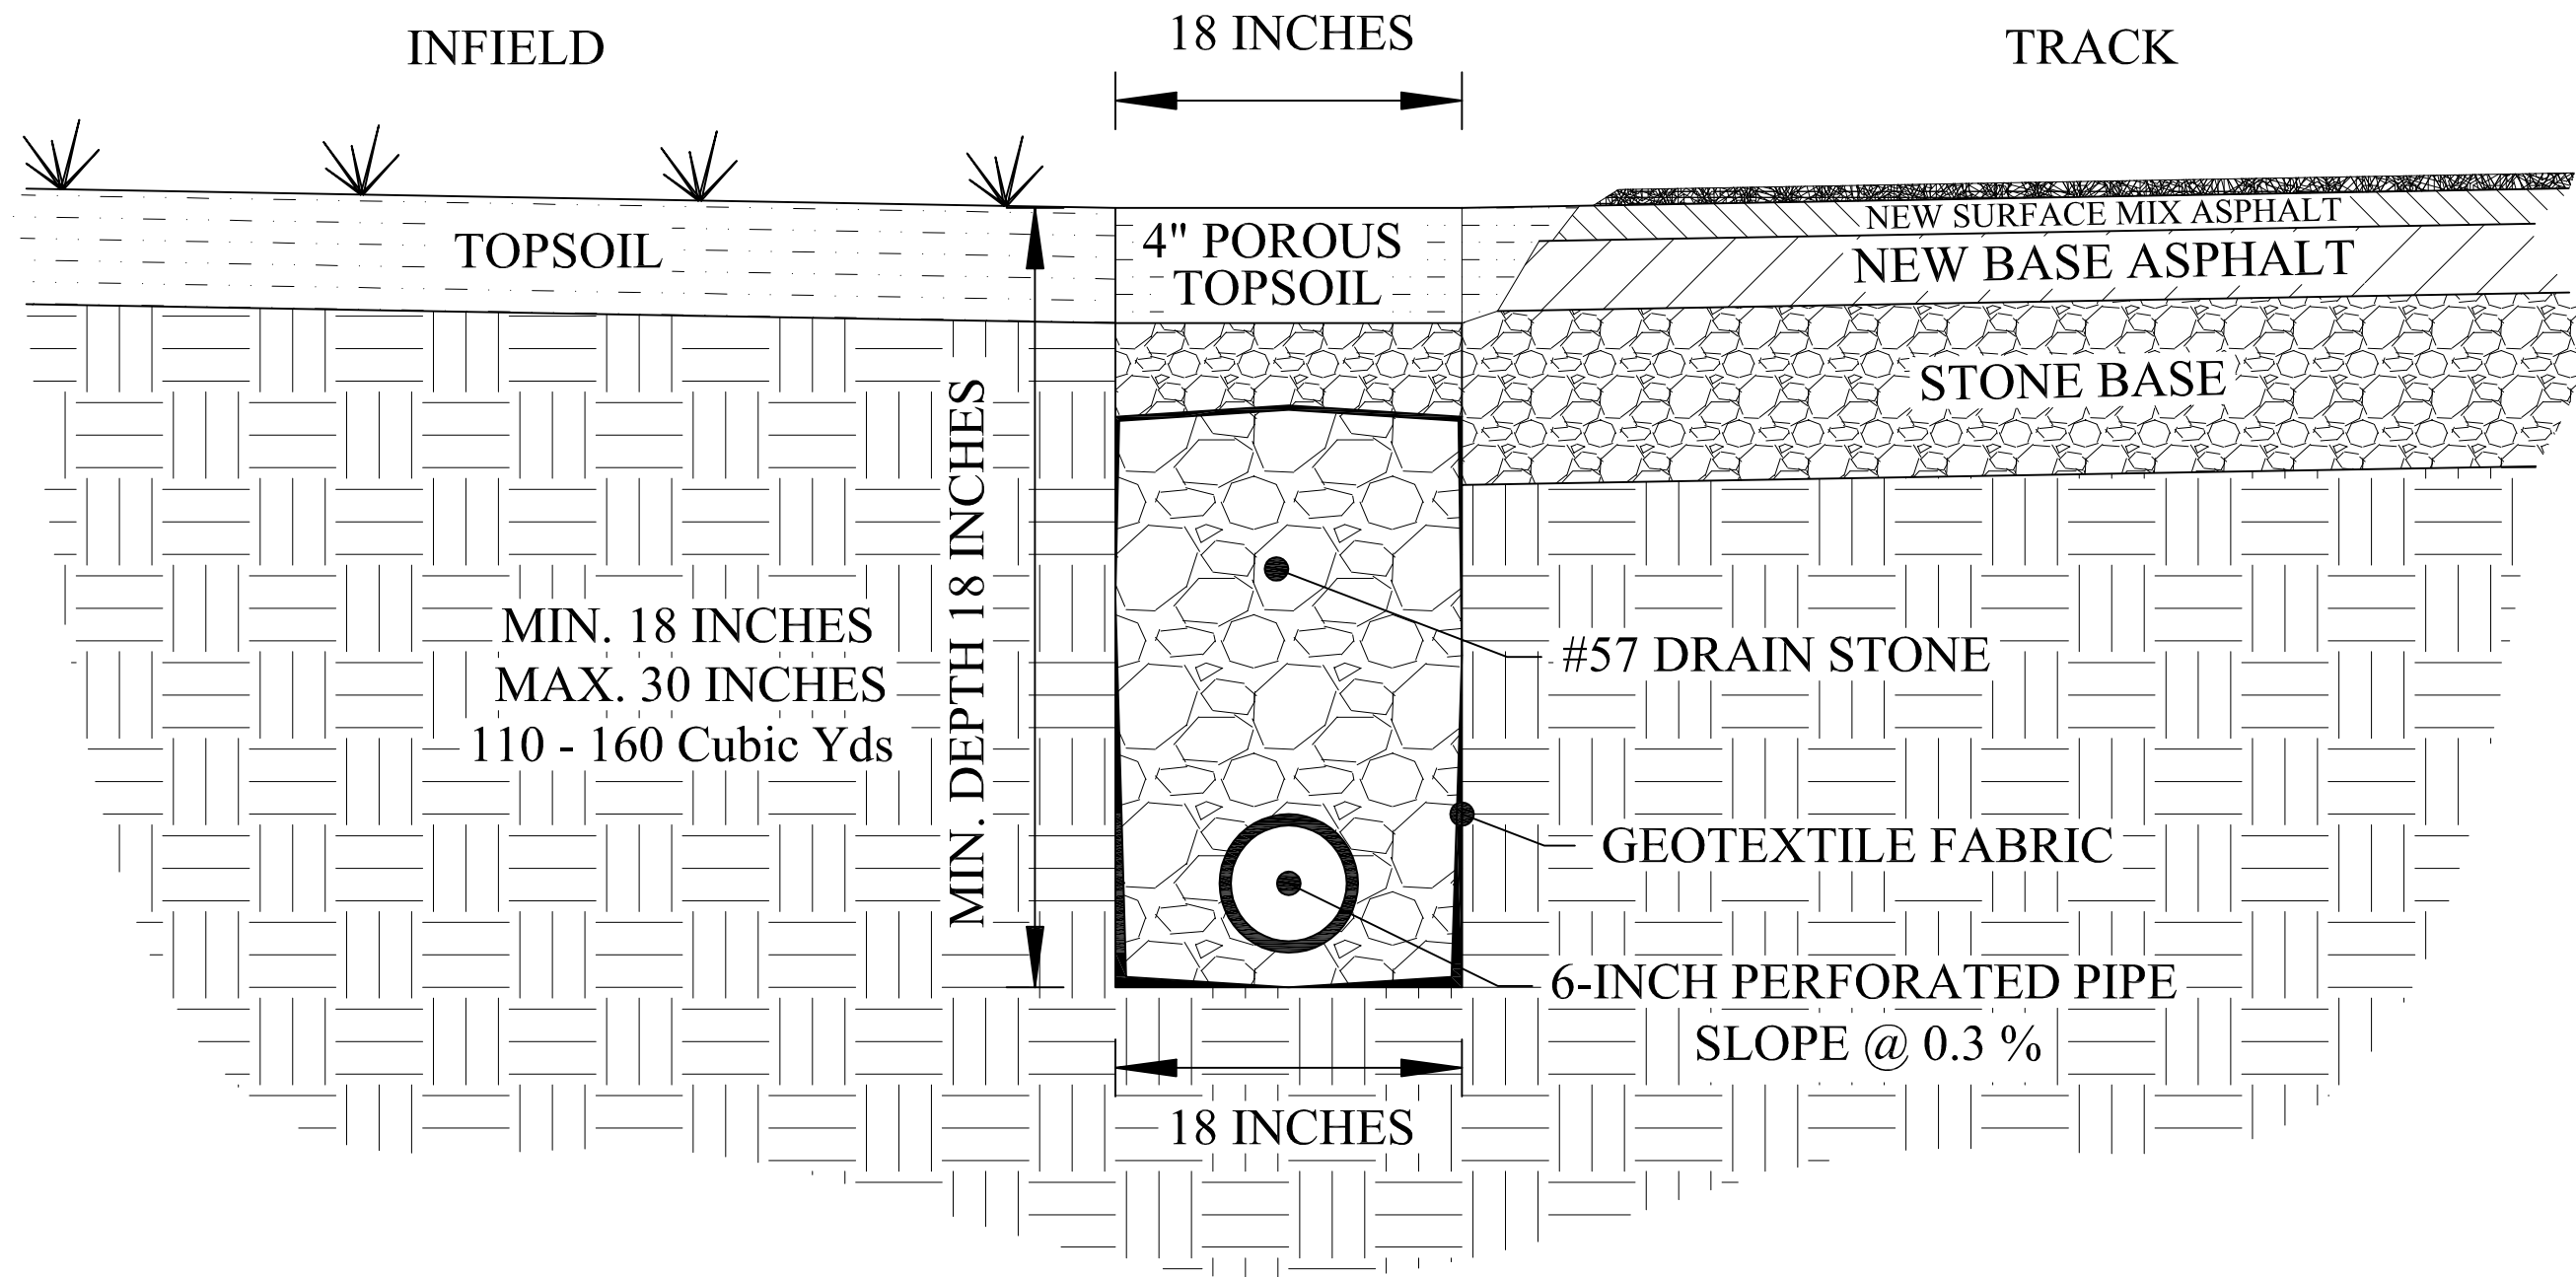 INFIELD
18 INCHES
TRACK
TOPSOIL
4" POROUS
TOPSOIL
NEW SURFACE MIX ASPHALT
NEW BASE ASPHALT
STONE BASE
MIN. DEPTH 18 INCHES
MIN. 18 INCHES
MAX. 30 INCHES
110 - 160 Cubic Yds
#57 DRAIN STONE
GEOTEXTILE FABRIC
6-INCH PERFORATED PIPE
SLOPE @ 0.3 %
18 INCHES